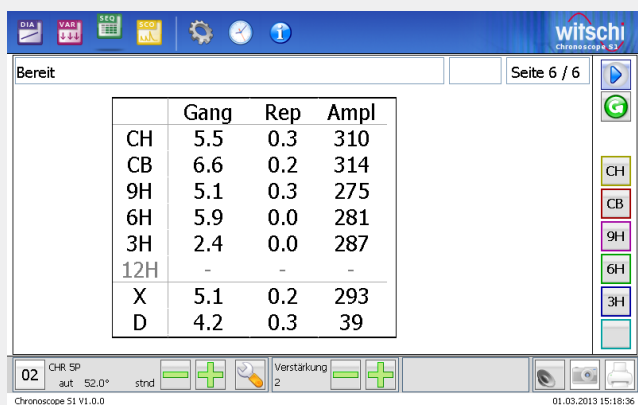 DIA VAR SEQ SCO witschi
Chronoscope S1
Bereit Seite 6 / 6
Gang Rep Ampl
CH 5.5 0.3 310
CB 6.6 0.2 314
9H 5.1 0.3 275
6H 5.9 0.0 281
3H 2.4 0.0 287
12H - - -
X 5.1 0.2 293
D 4.2 0.3 39
G
CH
CB
9H
6H
3H
02 CHR 5P Verstärkung
aut 52.0° stnd 2
Chronoscope S1 V1.0.0 01.03.2013 15:18:36